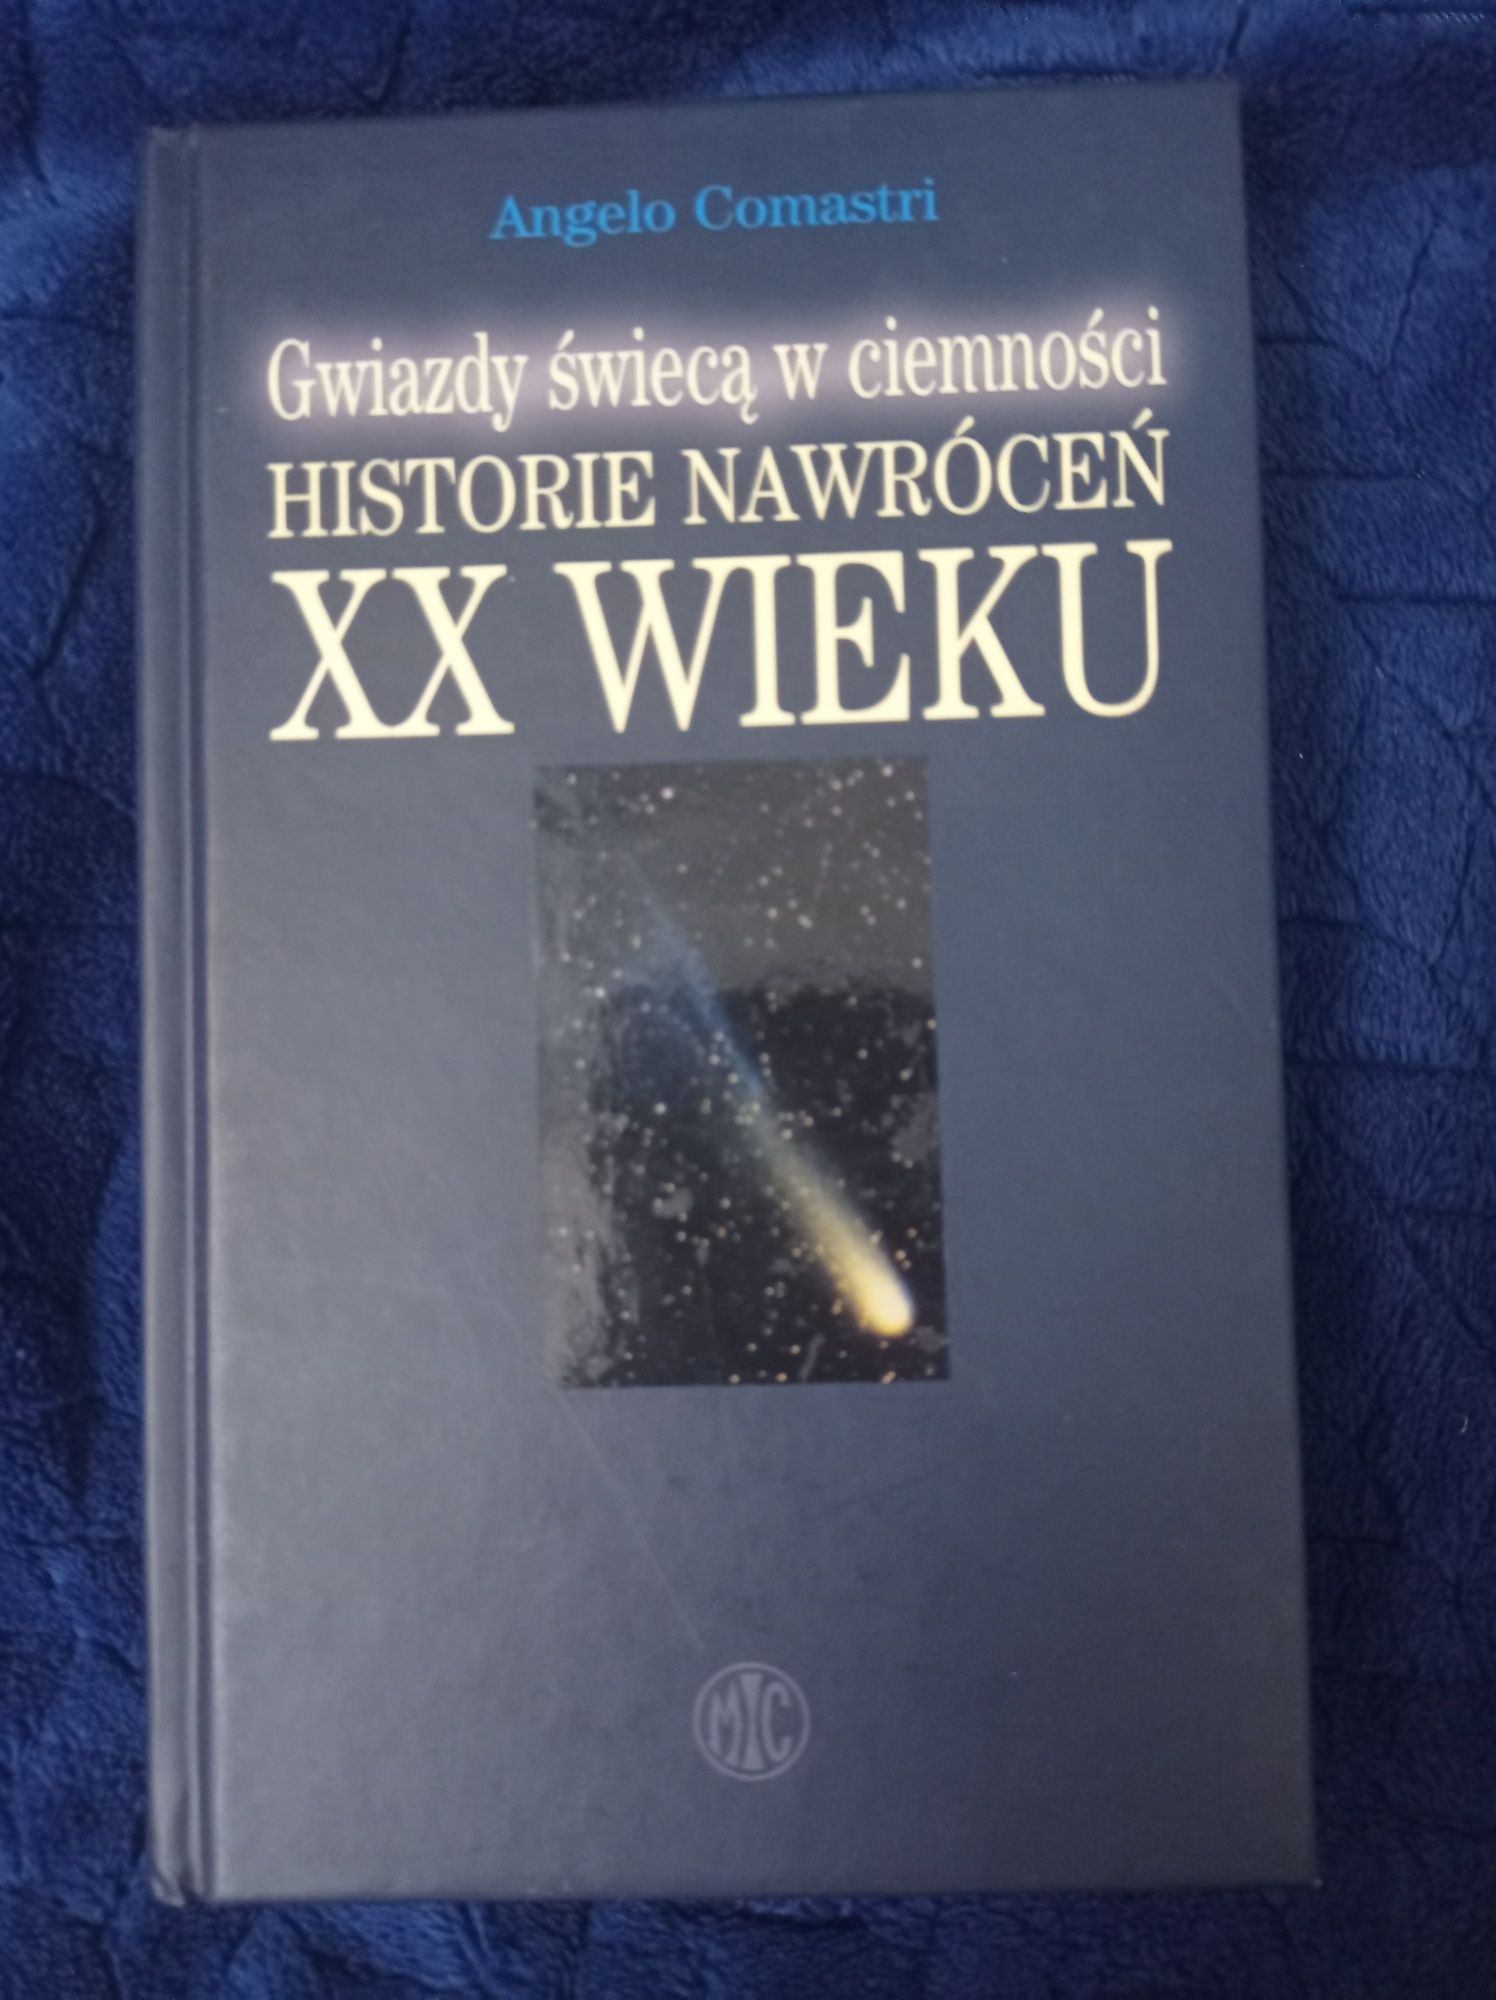 Angelo Comastri
Gwiazdy świecą w ciemności
HISTORIE NAWRÓCEŃ
XX WIEKU
MIC